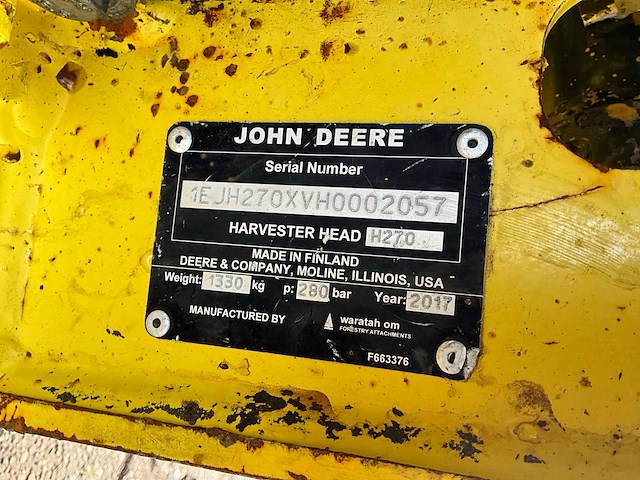 JOHN DEERE
Serial Number
1EJH270XVH0002057
HARVESTER HEAD H270
MADE IN FINLAND
DEERE & COMPANY, MOLINE, ILLINOIS, USA
Weight: 1330 kg p: 280 bar Year: 2017
MANUFACTURED BY waratah om
FORESTRY ATTACHMENTS
F663376